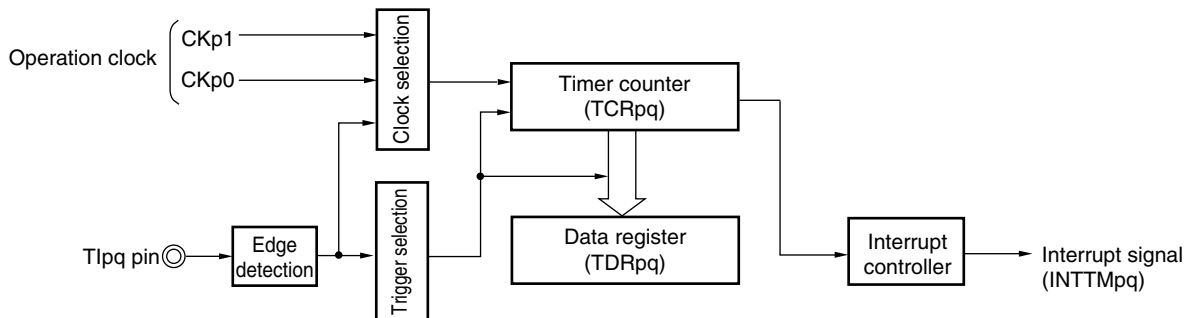 Operation clock
CKp1
CKp0
Clock selection
Timer counter
(TCRpq)
TIpq pin
Edge
detection
Trigger selection
Data register
(TDRpq)
Interrupt
controller
Interrupt signal
(INTTMpq)